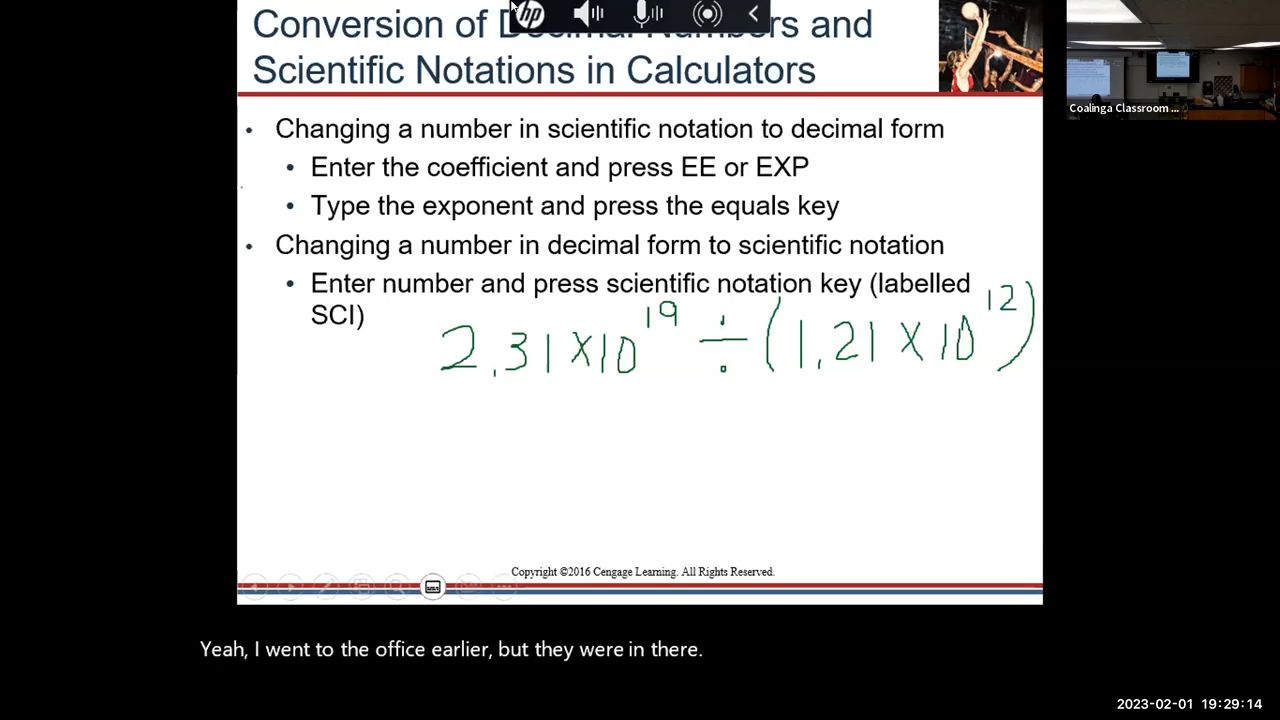 Conversion of Decimal Numbers and
Scientific Notations in Calculators
• Changing a number in scientific notation to decimal form
• Enter the coefficient and press EE or EXP
• Type the exponent and press the equals key
• Changing a number in decimal form to scientific notation
• Enter number and press scientific notation key (labelled
SCI)
2.31 × 10^19 ÷ (1.21 × 10^12)
Copyright ©2016 Cengage Learning. All Rights Reserved.
hp
Coalinga Classroom ...
Yeah, I went to the office earlier, but they were in there.
2023-02-01 19:29:14